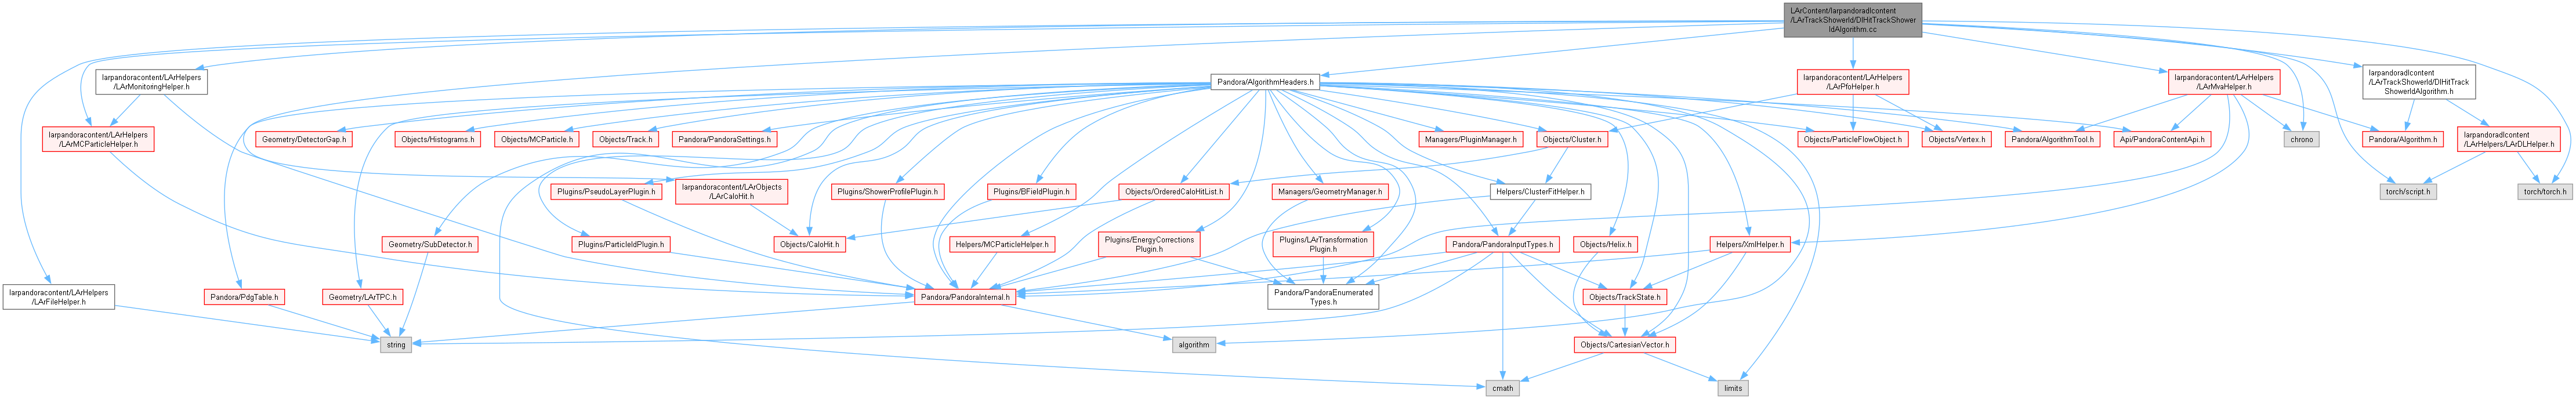 LArContent/larpandoradlcontent
/LArTrackShowerId/DlHitTrackShower
IdAlgorithm.cc
larpandoracontent/LArHelpers
/LArMonitoringHelper.h
Pandora/AlgorithmHeaders.h
larpandoracontent/LArHelpers
/LArPfoHelper.h
larpandoracontent/LArHelpers
/LArMvaHelper.h
larpandoradlcontent
/LArTrackShowerId/DlHitTrack
ShowerIdAlgorithm.h
larpandoracontent/LArHelpers
/LArMCParticleHelper.h
Geometry/DetectorGap.h
Objects/Histograms.h
Objects/MCParticle.h
Objects/Track.h
Pandora/PandoraSettings.h
Managers/PluginManager.h
Objects/Cluster.h
Objects/ParticleFlowObject.h
Objects/Vertex.h
Pandora/AlgorithmTool.h
Api/PandoraContentApi.h
chrono
Pandora/Algorithm.h
larpandoradlcontent
/LArHelpers/LArDLHelper.h
Plugins/PseudoLayerPlugin.h
larpandoracontent/LArObjects
/LArCaloHit.h
Plugins/ShowerProfilePlugin.h
Plugins/BFieldPlugin.h
Objects/OrderedCaloHitList.h
Managers/GeometryManager.h
Helpers/ClusterFitHelper.h
torch/script.h
torch/torch.h
Geometry/SubDetector.h
Plugins/ParticleIdPlugin.h
Objects/CaloHit.h
Helpers/MCParticleHelper.h
Plugins/EnergyCorrections
Plugin.h
Plugins/LArTransformation
Plugin.h
Pandora/PandoraInputTypes.h
Objects/Helix.h
Helpers/XmlHelper.h
larpandoracontent/LArHelpers
/LArFileHelper.h
Pandora/PdgTable.h
Geometry/LArTPC.h
Pandora/PandoraInternal.h
Pandora/PandoraEnumerated
Types.h
Objects/TrackState.h
string
algorithm
Objects/CartesianVector.h
cmath
limits